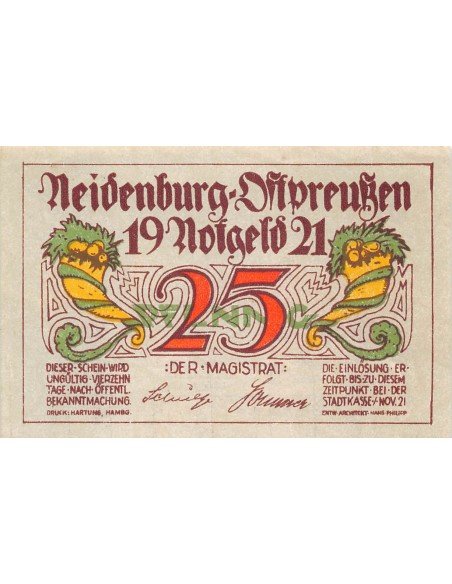 Neidenburg-Ostpreußen
19 Notgeld 21
25
PFENNIG
:DER·MAGISTRAT:
DIESER·SCHEIN·WIRD
UNGÜLTIG·VIERZEHN
TAGE·NACH·ÖFFENTL.
BEKANNTMACHUNG.
DRUCK: HARTUNG, HAMBG.
DIE·EINLÖSUNG·ER-
FOLGT·BIS·ZU·DIESEM
ZEITPUNKT·BEI·DER
STADTKASSE·NOV. 21
ENTW·ARCHITEKT·HANS·PHILIPP